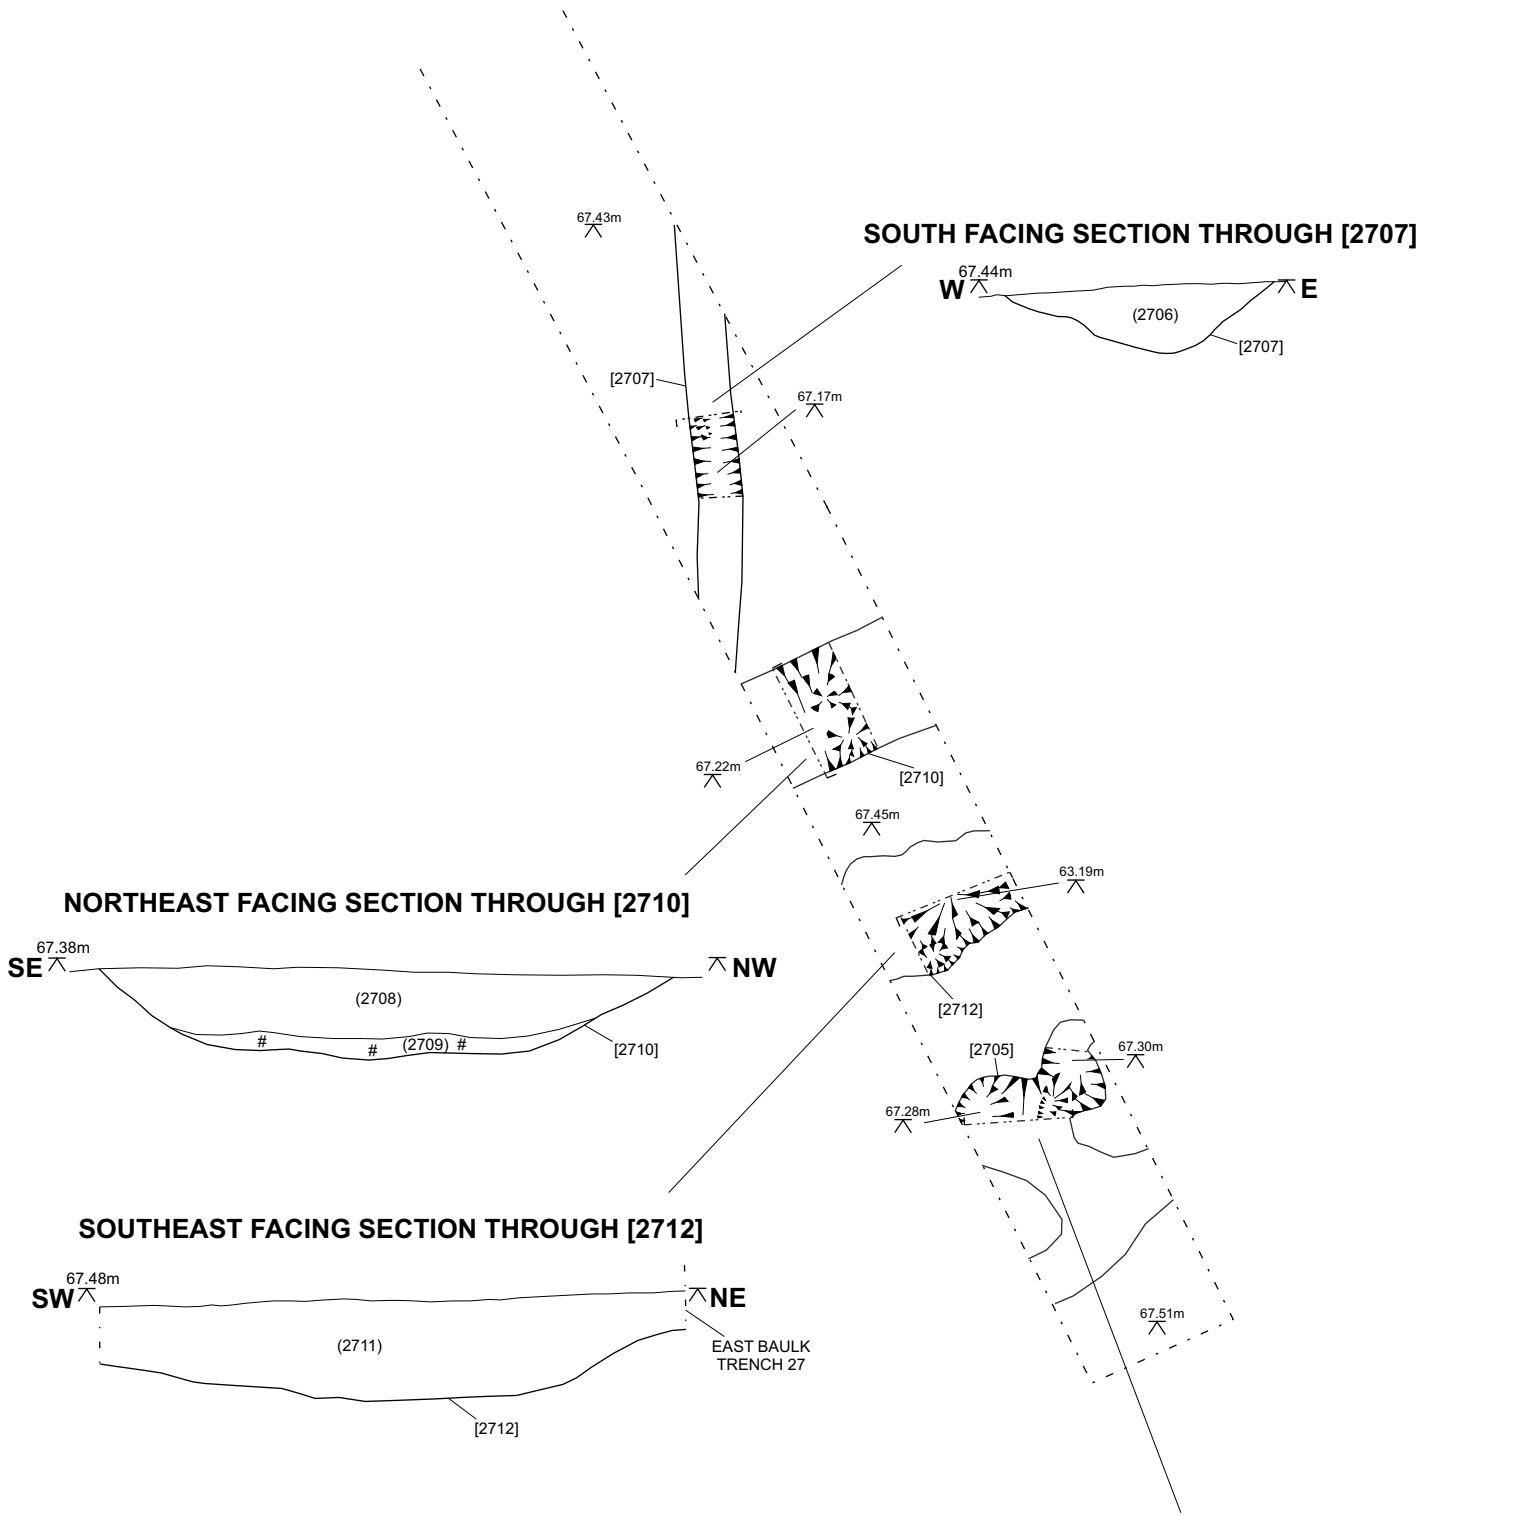 67.43m
SOUTH FACING SECTION THROUGH [2707]
67.44m
W
E
(2706)
[2707]
[2707]
67.17m
67.22m
[2710]
67.45m
63.19m
NORTHEAST FACING SECTION THROUGH [2710]
67.38m
SE
NW
(2708)
# # (2709) #
[2710]
[2712]
[2705]
67.30m
67.28m
SOUTHEAST FACING SECTION THROUGH [2712]
67.48m
SW
NE
(2711)
EAST BAULK
TRENCH 27
[2712]
67.51m